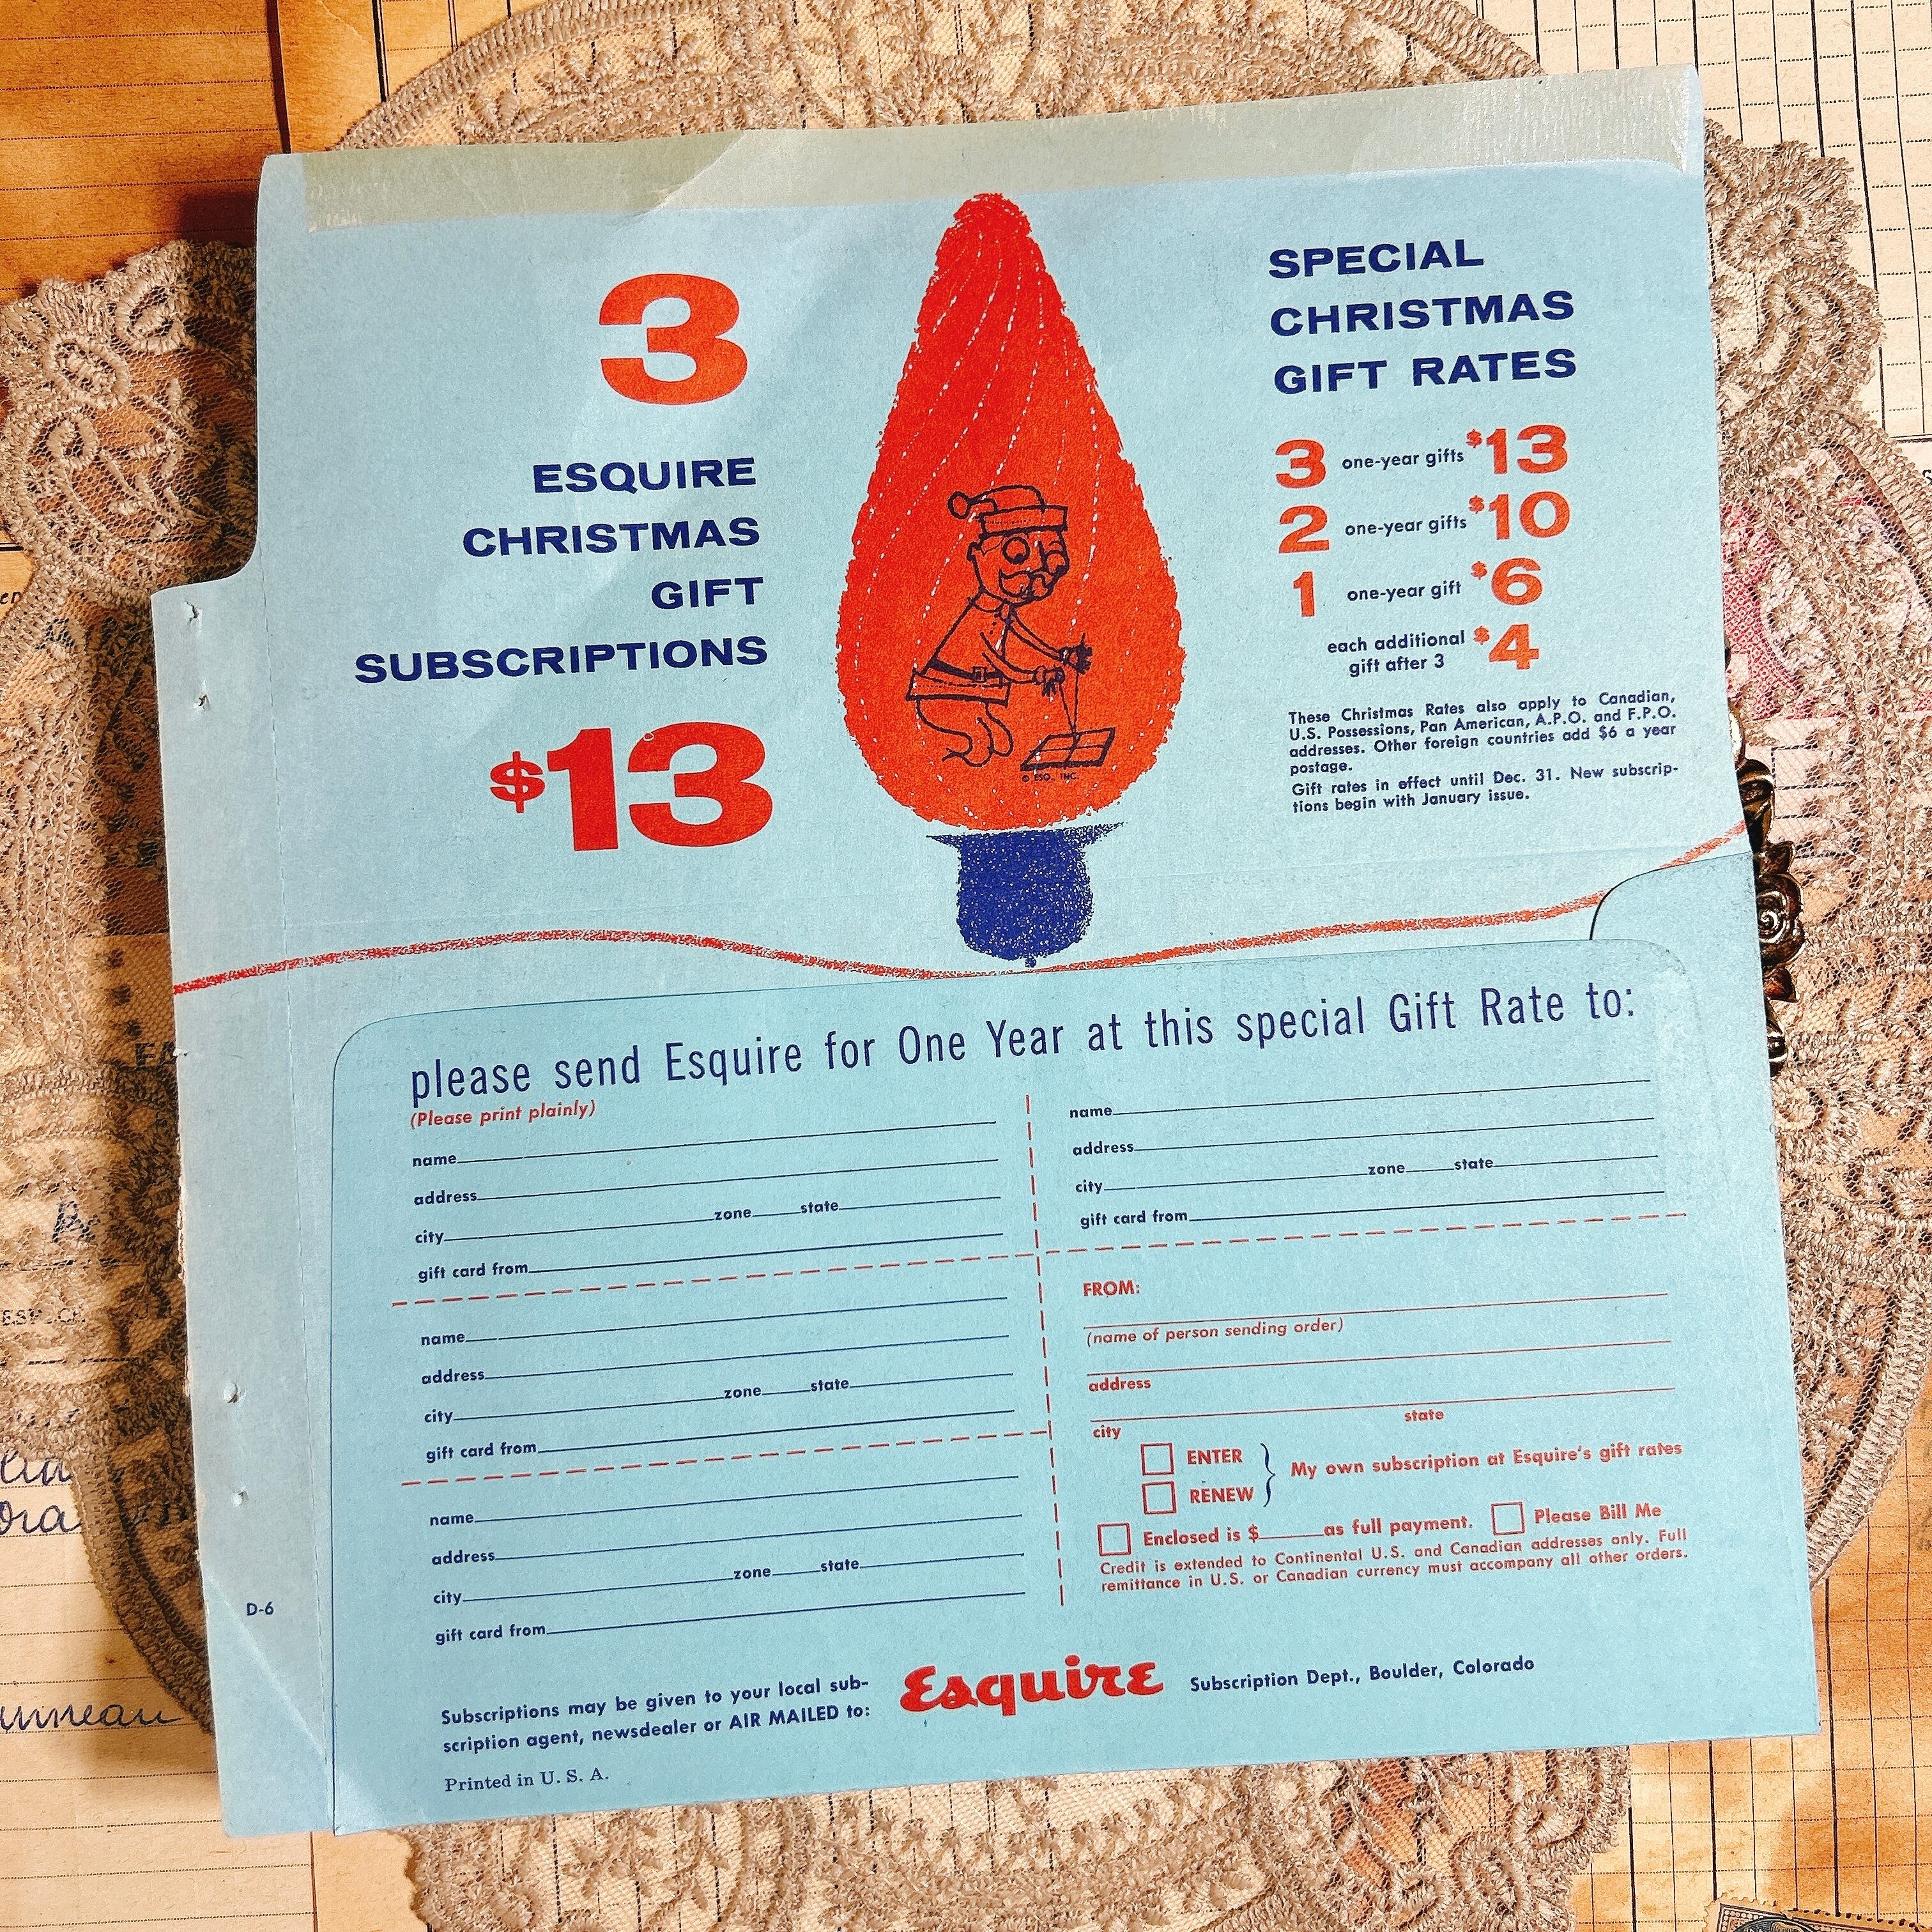 3
ESQUIRE
CHRISTMAS
GIFT
SUBSCRIPTIONS
$13
© ESQ., INC.
SPECIAL
CHRISTMAS
GIFT RATES
3 one-year gifts $13
2 one-year gifts $10
1 one-year gift $6
each additional
gift after 3 $4
These Christmas Rates also apply to Canadian,
U.S. Possessions, Pan American, A.P.O. and F.P.O.
addresses. Other foreign countries add $6 a year
postage.
Gift rates in effect until Dec. 31. New subscrip-
tions begin with January issue.
please send Esquire for One Year at this special Gift Rate to:
(Please print plainly)
name
address
city zone state
gift card from
name
address
city zone state
gift card from
name
address
city zone state
gift card from
name
address
city zone state
gift card from
FROM:
(name of person sending order)
address
city state
ENTER
RENEW
My own subscription at Esquire's gift rates
Enclosed is $ as full payment. Please Bill Me
Credit is extended to Continental U.S. and Canadian addresses only. Full
remittance in U.S. or Canadian currency must accompany all other orders.
D-6
Subscriptions may be given to your local sub-
scription agent, newsdealer or AIR MAILED to:
Esquire Subscription Dept., Boulder, Colorado
Printed in U. S. A.